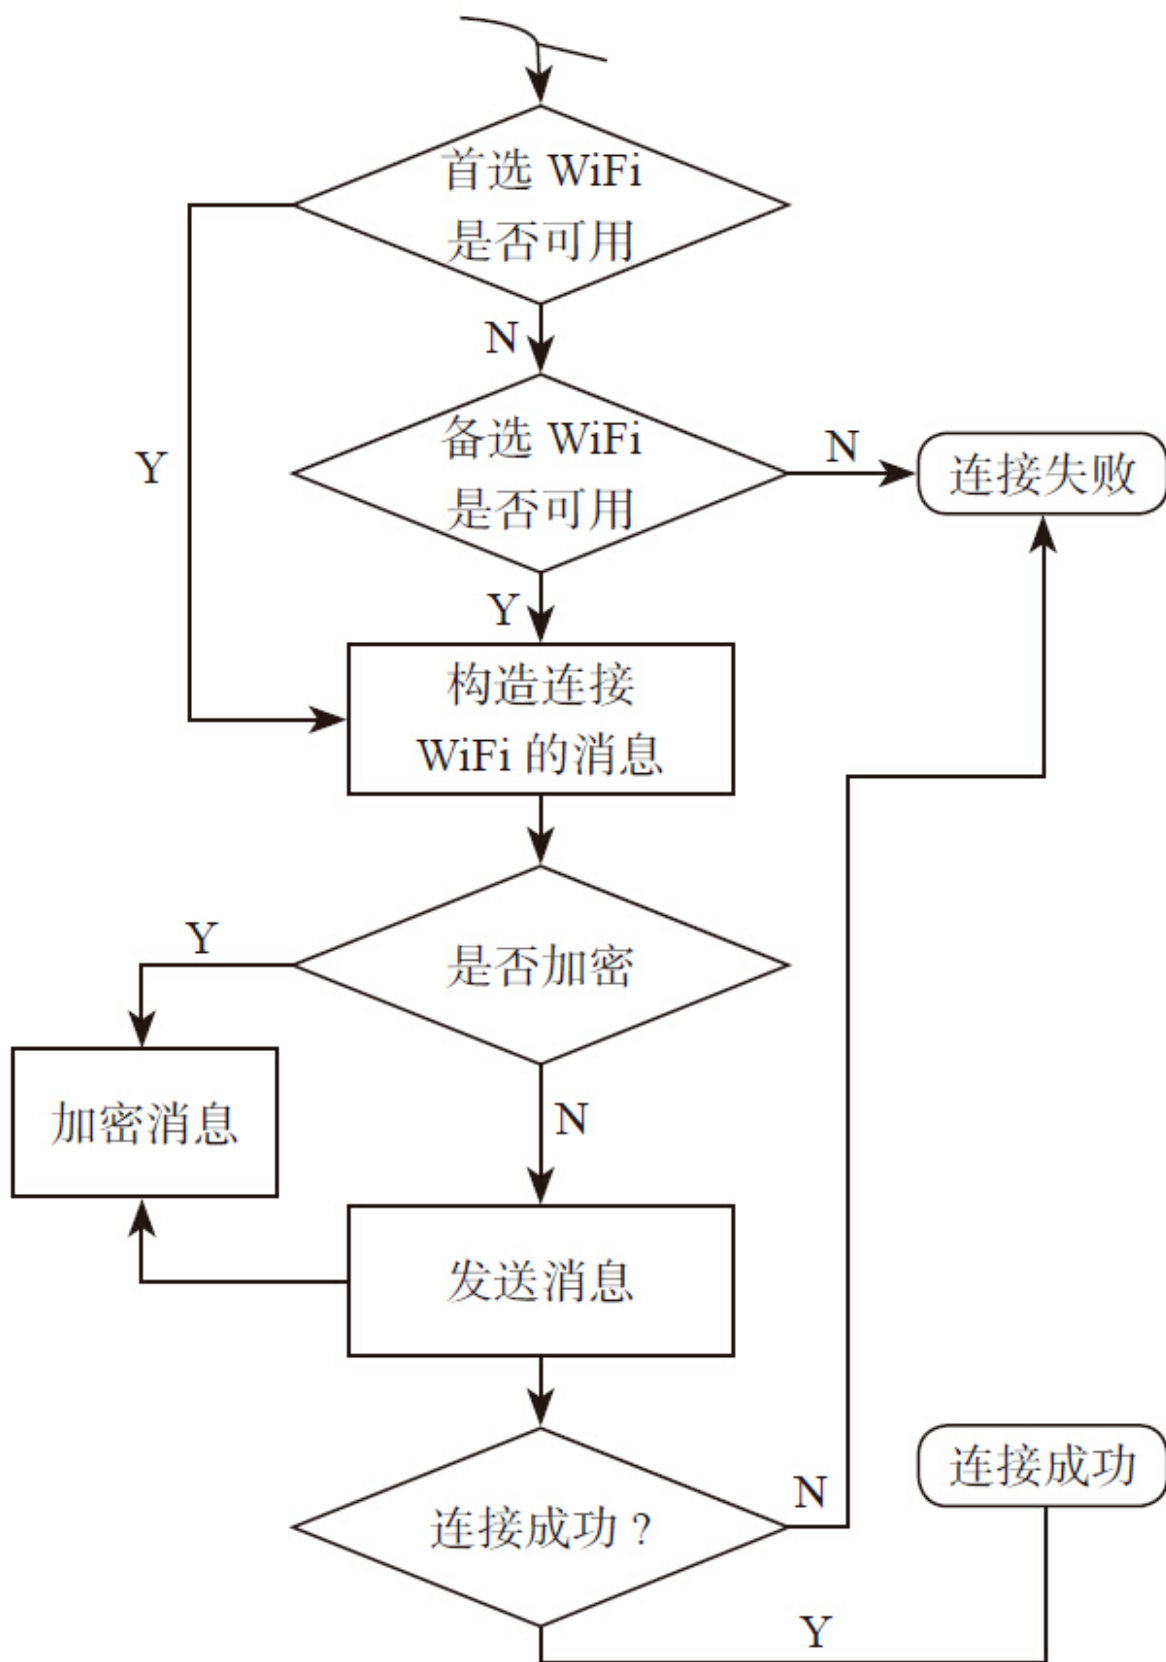 首选 WiFi
是否可用
N
备选 WiFi
是否可用
N
连接失败
Y
Y
构造连接
WiFi 的消息
Y
是否加密
加密消息
N
发送消息
连接成功
N
连接成功？
Y